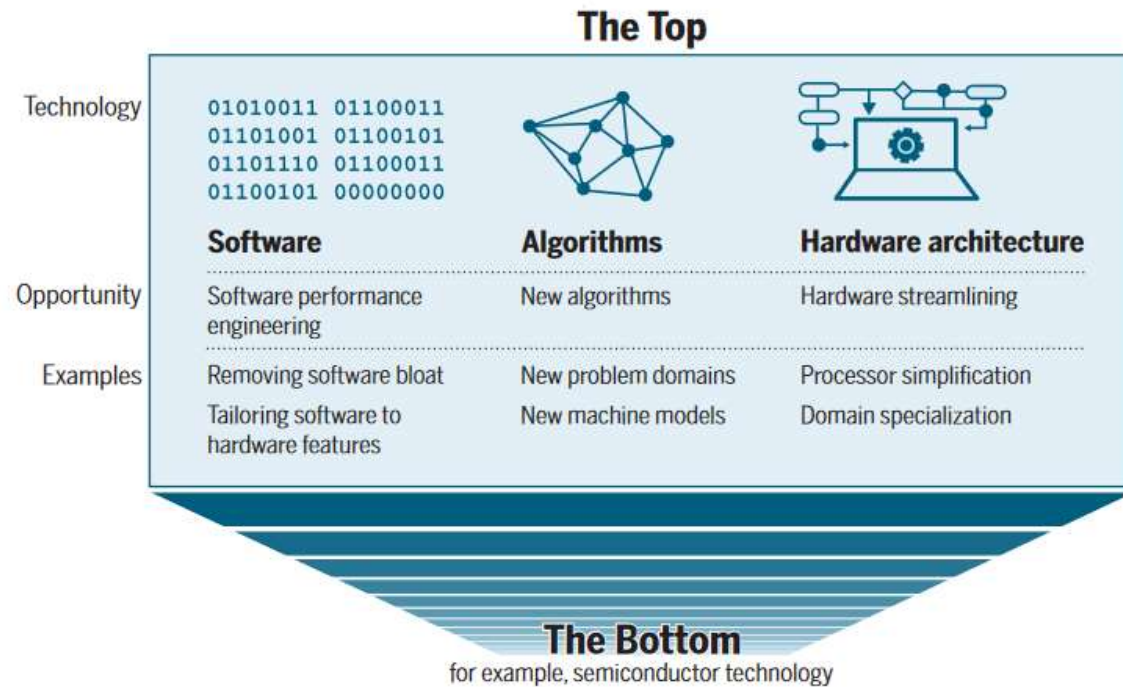 The Top
Technology
01010011 01100011
01101001 01100101
01101110 01100011
01100101 00000000
Software
Algorithms
Hardware architecture
Opportunity
Software performance
engineering
New algorithms
Hardware streamlining
Examples
Removing software bloat
New problem domains
Processor simplification
Tailoring software to
hardware features
New machine models
Domain specialization
The Bottom
for example, semiconductor technology